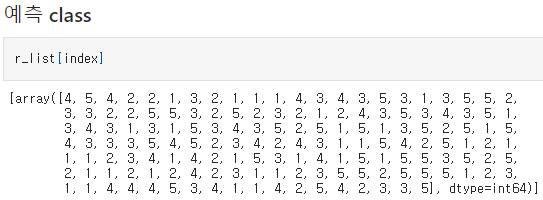 예측 class
r_list[index]
[array([4, 5, 4, 2, 2, 1, 3, 2, 1, 1, 1, 4, 3, 4, 3, 5, 3, 1, 3, 5, 5, 2,
3, 3, 2, 2, 5, 5, 3, 2, 5, 2, 3, 2, 1, 2, 4, 3, 5, 3, 4, 3, 5, 1,
3, 4, 3, 1, 3, 1, 5, 3, 4, 3, 5, 2, 5, 1, 5, 1, 3, 5, 2, 5, 1, 5,
4, 3, 3, 3, 5, 4, 5, 2, 3, 4, 2, 4, 3, 1, 1, 5, 4, 2, 5, 1, 2,
1, 1, 2, 3, 4, 1, 4, 2, 1, 5, 3, 1, 4, 1, 5, 1, 5, 5, 3, 5, 2, 5,
2, 1, 1, 2, 1, 2, 4, 2, 3, 1, 1, 2, 3, 5, 5, 2, 5, 5, 5, 1, 2, 3,
1, 1, 4, 4, 4, 5, 3, 4, 1, 1, 4, 2, 5, 4, 2, 3, 3, 5], dtype=int64)]